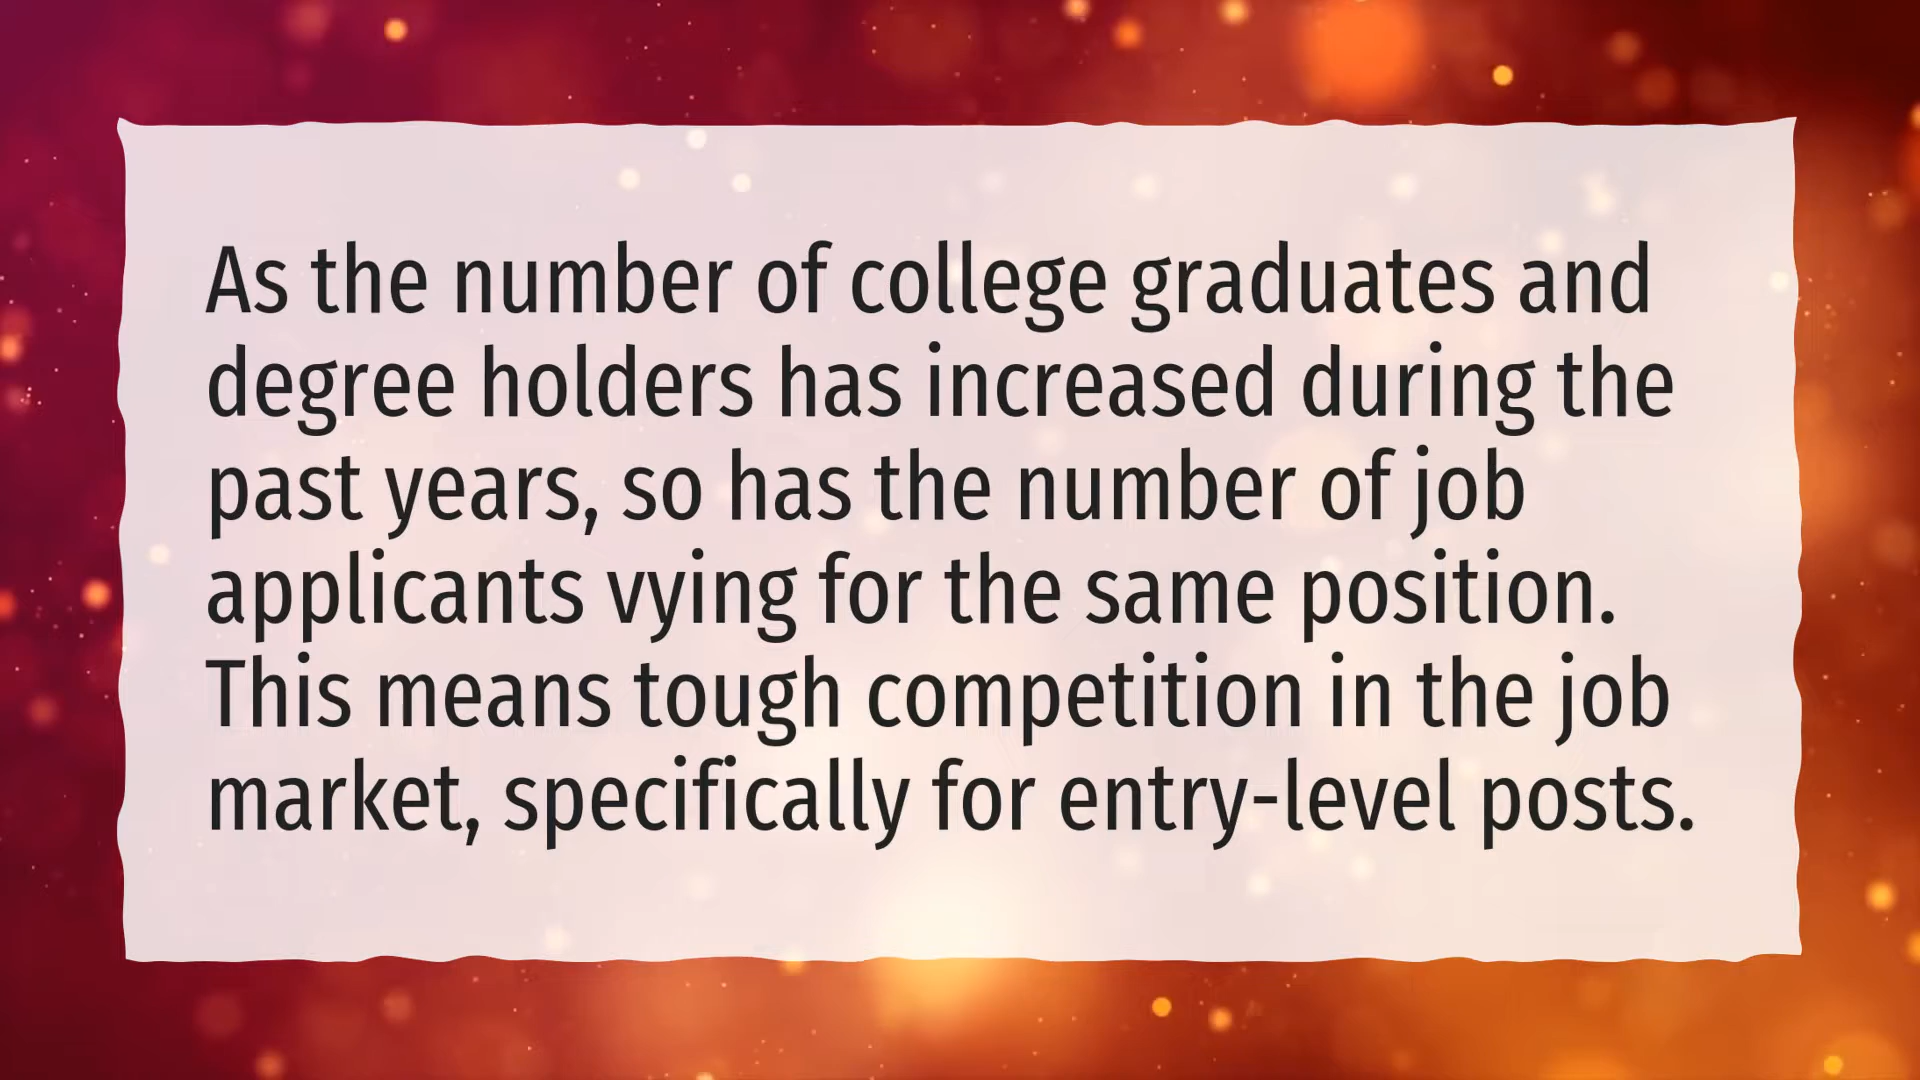 As the number of college graduates and
degree holders has increased during the
past years, so has the number of job
applicants vying for the same position.
This means tough competition in the job
market, specifically for entry-level posts.